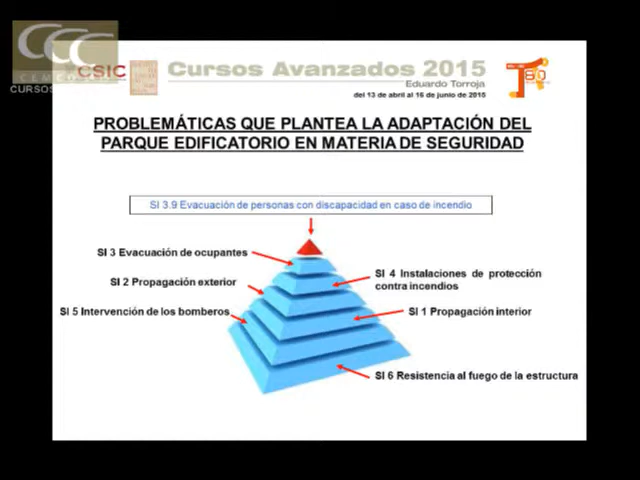 CCC
CSIC
CURSOS
Cursos Avanzados 2015
Eduardo Torroja
del 13 de abril al 16 de junio de 2015
PROBLEMÁTICAS QUE PLANTEA LA ADAPTACIÓN DEL
PARQUE EDIFICATORIO EN MATERIA DE SEGURIDAD
SI 3.9 Evacuación de personas con discapacidad en caso de incendio
SI 3 Evacuación de ocupantes
SI 4 Instalaciones de protección
contra incendios
SI 2 Propagación exterior
SI 5 Intervención de los bomberos
SI 1 Propagación interior
SI 6 Resistencia al fuego de la estructura